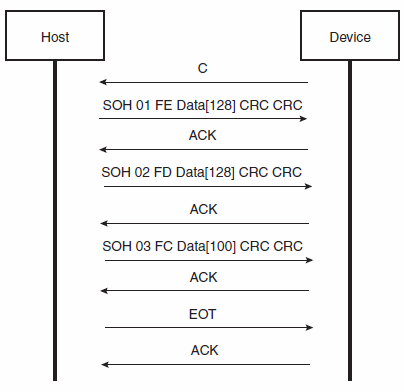 Host
Device
C
SOH 01 FE Data[128] CRC CRC
ACK
SOH 02 FD Data[128] CRC CRC
ACK
SOH 03 FC Data[100] CRC CRC
ACK
EOT
ACK